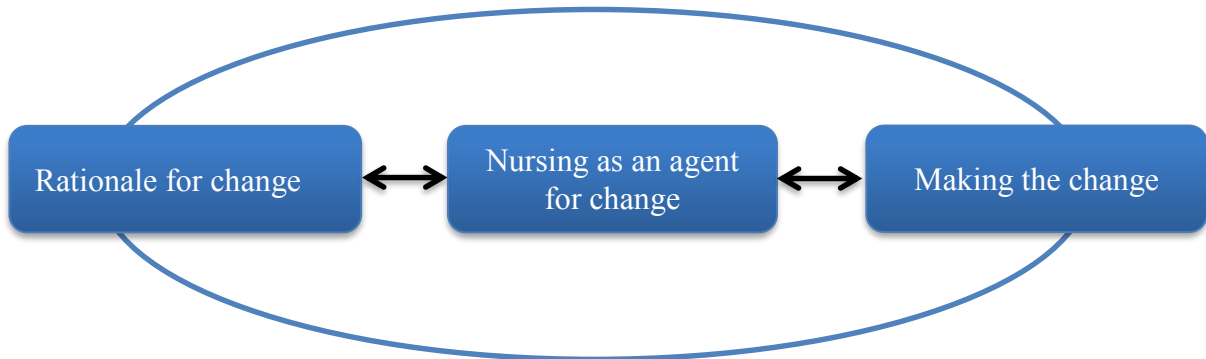 Rationale for change
Nursing as an agent
for change
Making the change